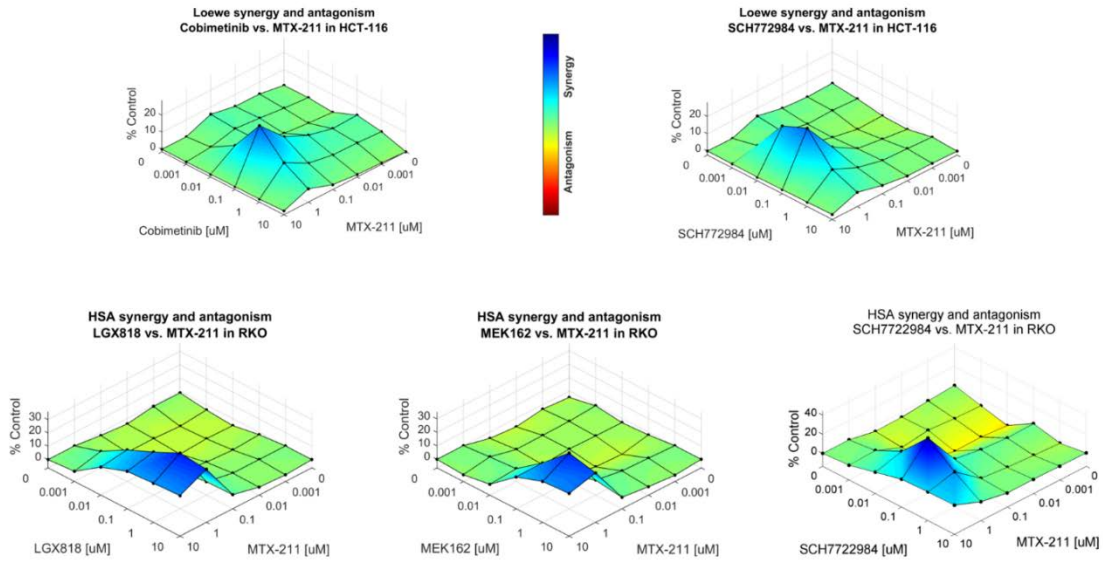 Loewe synergy and antagonism
Cobimetinib vs. MTX-211 in HCT-116
% Control
20
10
0
0
0.001
0.01
0.1
1
10
Cobimetinib [uM]
10
1
0.1
0.01
0.001
0
MTX-211 [uM]
Synergy
Antagonism
Loewe synergy and antagonism
SCH772984 vs. MTX-211 in HCT-116
% Control
20
10
0
0
0.001
0.01
0.1
1
10
SCH772984 [uM]
10
1
0.1
0.01
0.001
0
MTX-211 [uM]
HSA synergy and antagonism
LGX818 vs. MTX-211 in RKO
% Control
30
20
10
0
0
0.001
0.01
0.1
1
10
LGX818 [uM]
10
1
0.1
0.01
0.001
0
MTX-211 [uM]
HSA synergy and antagonism
MEK162 vs. MTX-211 in RKO
% Control
30
20
10
0
0
0.001
0.01
0.1
1
10
MEK162 [uM]
10
1
0.1
0.01
0.001
0
MTX-211 [uM]
HSA synergy and antagonism
SCH7722984 vs. MTX-211 in RKO
% Control
40
20
0
0
0.001
0.01
0.1
1
10
SCH7722984 [uM]
10
1
0.1
0.01
0.001
0
MTX-211 [uM]